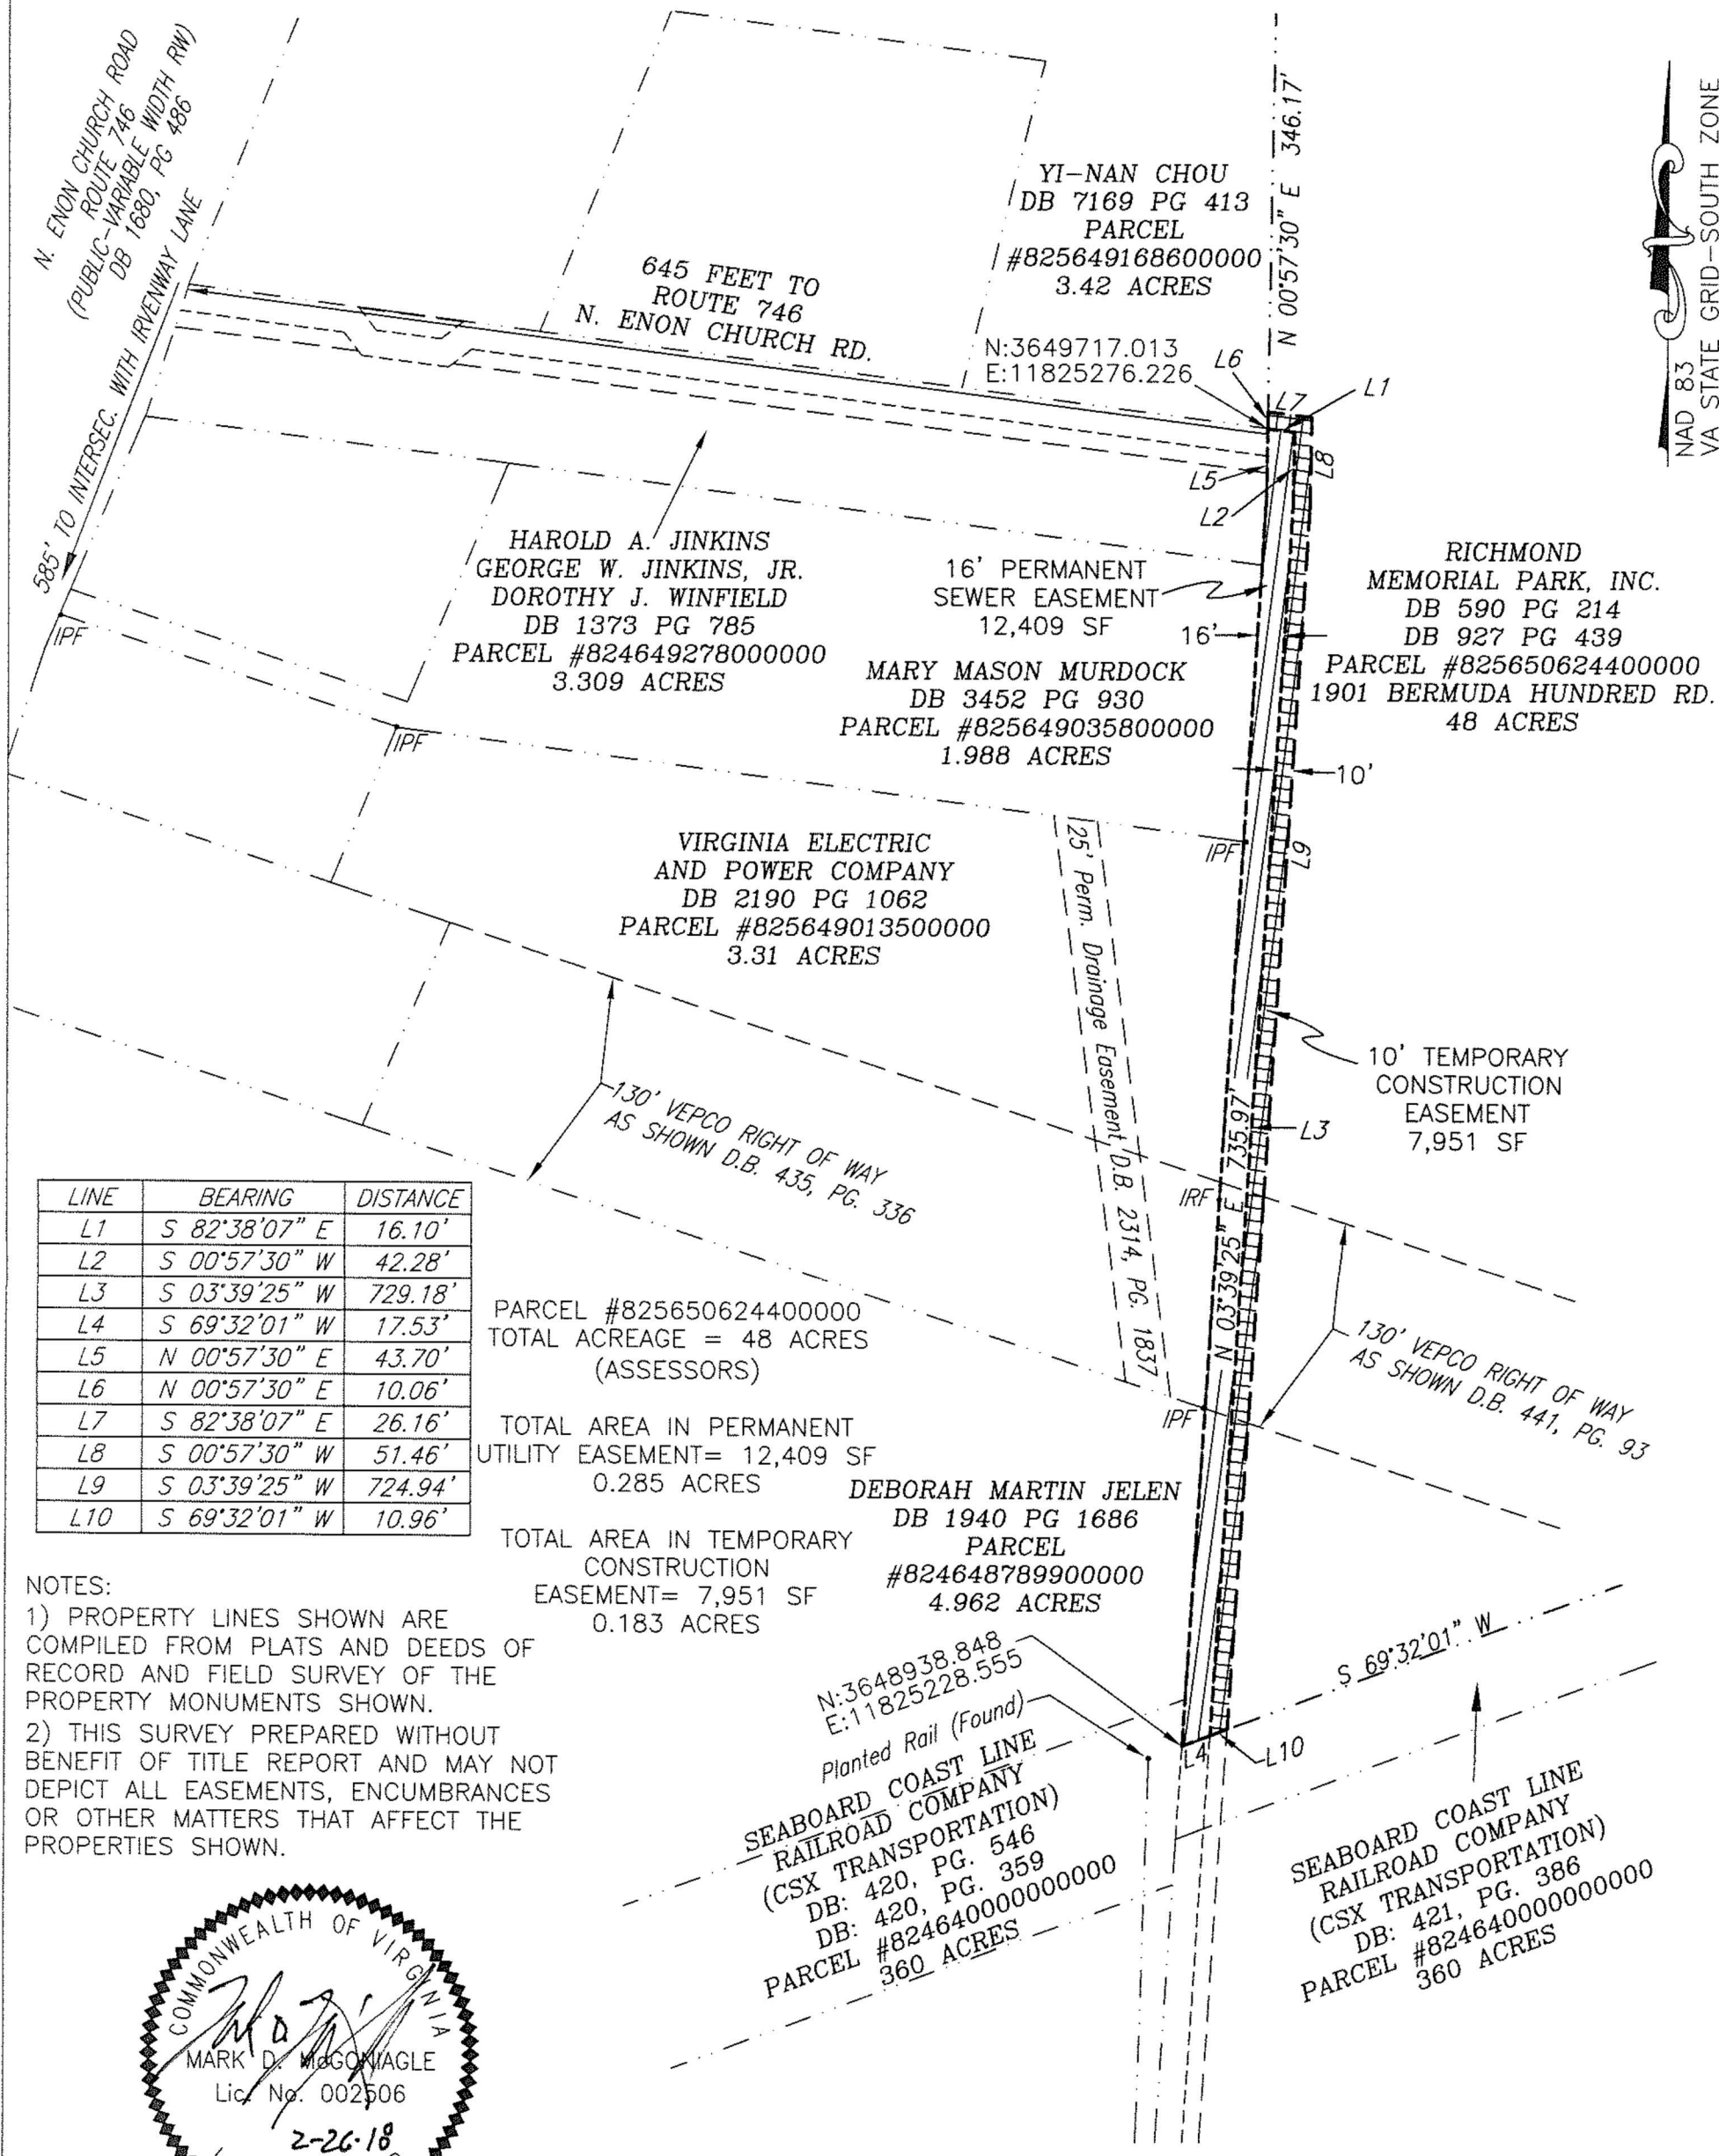 N. ENON CHURCH ROAD
ROUTE 746
(PUBLIC-VARIABLE WIDTH RW)
DB 1680, PG 486
585' TO INTERSEC. WITH IRVENWAY LANE
645 FEET TO
ROUTE 746
N. ENON CHURCH RD.
YI-NAN CHOU
DB 7169 PG 413
PARCEL
#825649168600000
3.42 ACRES
N 00°57'30" E 346.17'
NAD 83
VA STATE GRID-SOUTH ZONE
N:3649717.013
E:11825276.226
L6
L7
L1
L8
L5
L2
HAROLD A. JINKINS
GEORGE W. JINKINS, JR.
DOROTHY J. WINFIELD
DB 1373 PG 785
PARCEL #824649278000000
3.309 ACRES
16' PERMANENT
SEWER EASEMENT
12,409 SF
16'
RICHMOND
MEMORIAL PARK, INC.
DB 590 PG 214
DB 927 PG 439
PARCEL #825650624400000
1901 BERMUDA HUNDRED RD.
48 ACRES
MARY MASON MURDOCK
DB 3452 PG 930
PARCEL #825649035800000
1.988 ACRES
IPF
IPF
10'
IPF
L9
VIRGINIA ELECTRIC
AND POWER COMPANY
DB 2190 PG 1062
PARCEL #825649013500000
3.31 ACRES
25' Perm. Drainage Easement, D.B. 2314, PG. 1837
10' TEMPORARY
CONSTRUCTION
EASEMENT
7,951 SF
L3
N 03°39'25" E 735.97'
130' VEPCO RIGHT OF WAY
AS SHOWN D.B. 435, PG. 336
IRF
130' VEPCO RIGHT OF WAY
AS SHOWN D.B. 441, PG. 93
IPF
LINE BEARING DISTANCE
L1 S 82°38'07" E 16.10'
L2 S 00°57'30" W 42.28'
L3 S 03°39'25" W 729.18'
L4 S 69°32'01" W 17.53'
L5 N 00°57'30" E 43.70'
L6 N 00°57'30" E 10.06'
L7 S 82°38'07" E 26.16'
L8 S 00°57'30" W 51.46'
L9 S 03°39'25" W 724.94'
L10 S 69°32'01" W 10.96'
PARCEL #825650624400000
TOTAL ACREAGE = 48 ACRES
(ASSESSORS)
TOTAL AREA IN PERMANENT
UTILITY EASEMENT= 12,409 SF
0.285 ACRES
TOTAL AREA IN TEMPORARY
CONSTRUCTION
EASEMENT= 7,951 SF
0.183 ACRES
DEBORAH MARTIN JELEN
DB 1940 PG 1686
PARCEL
#824648789900000
4.962 ACRES
NOTES:
1) PROPERTY LINES SHOWN ARE
COMPILED FROM PLATS AND DEEDS OF
RECORD AND FIELD SURVEY OF THE
PROPERTY MONUMENTS SHOWN.
2) THIS SURVEY PREPARED WITHOUT
BENEFIT OF TITLE REPORT AND MAY NOT
DEPICT ALL EASEMENTS, ENCUMBRANCES
OR OTHER MATTERS THAT AFFECT THE
PROPERTIES SHOWN.
N:3648938.848
E:11825228.555
Planted Rail (Found)
L4
L10
S 69°32'01" W
SEABOARD COAST LINE
RAILROAD COMPANY
(CSX TRANSPORTATION)
DB: 420, PG. 546
DB: 420, PG. 359
PARCEL #82464000000000
360 ACRES
SEABOARD COAST LINE
RAILROAD COMPANY
(CSX TRANSPORTATION)
DB: 421, PG. 386
PARCEL #82464000000000
360 ACRES
COMMONWEALTH OF VIRGINIA
MARK D. McGONIAGLE
Lic. No. 002506
2-26-18